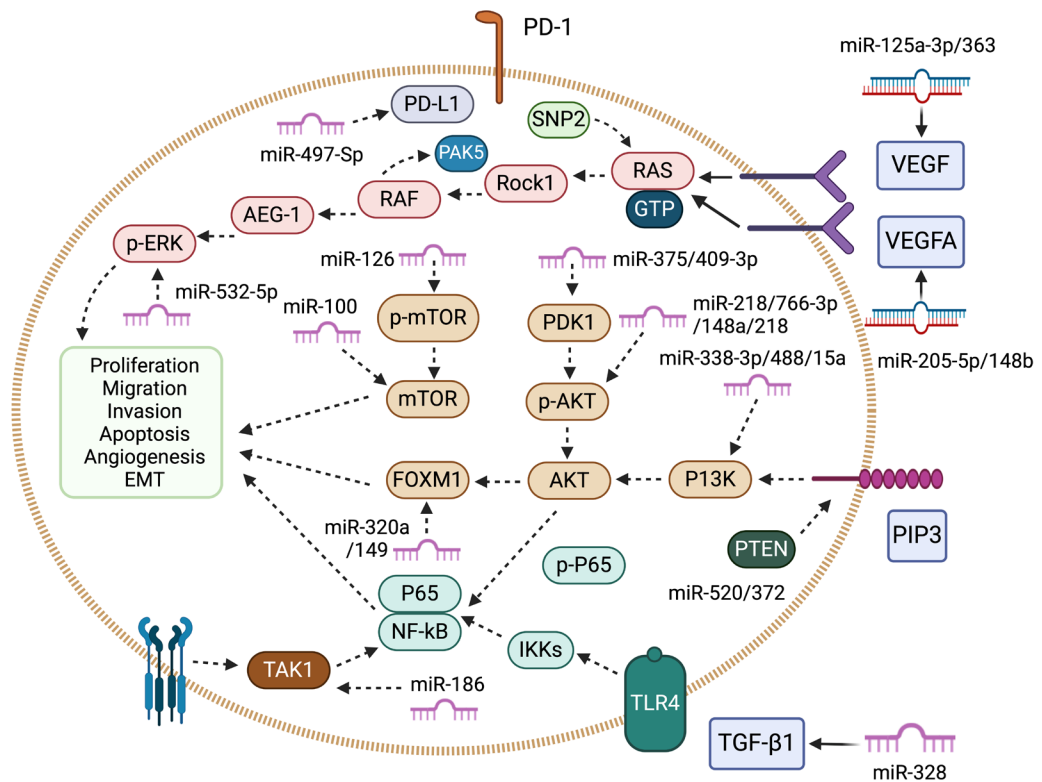 PD-1
miR-125a-3p/363
PD-L1
SNP2
miR-497-Sp
PAK5
VEGF
RAS
Rock1
RAF
GTP
AEG-1
p-ERK
VEGFA
miR-126
miR-375/409-3p
miR-532-5p
miR-100
miR-218/766-3p
/148a/218
p-mTOR
PDK1
miR-338-3p/488/15a
miR-205-5p/148b
Proliferation
Migration
Invasion
Apoptosis
Angiogenesis
EMT
mTOR
p-AKT
FOXM1
AKT
P13K
miR-320a
/149
PTEN
PIP3
p-P65
miR-520/372
P65
NF-kB
IKKs
TAK1
miR-186
TLR4
TGF-β1
miR-328